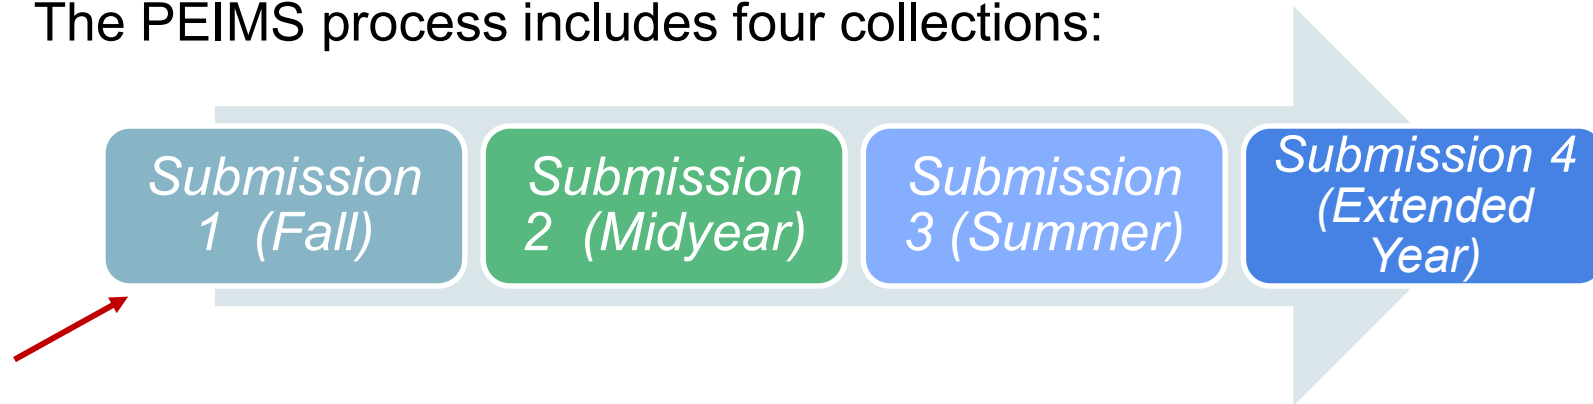 The PEIMS process includes four collections:
Submission
1 (Fall)
Submission
2 (Midyear)
Submission
3 (Summer)
Submission 4
(Extended
Year)